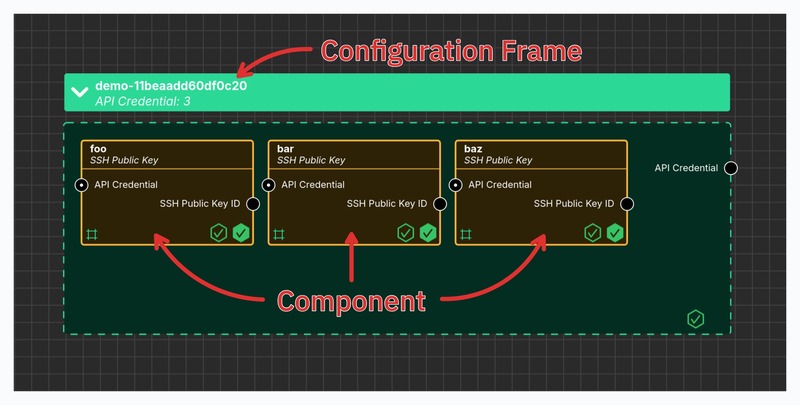 Configuration Frame
demo-11beaadd60df0c20
API Credential: 3
foo
SSH Public Key
API Credential
SSH Public Key ID
bar
SSH Public Key
API Credential
SSH Public Key ID
baz
SSH Public Key
API Credential
SSH Public Key ID
API Credential
Component